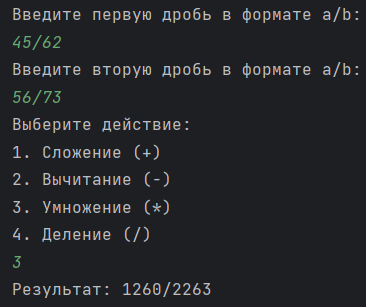 Введите первую дробь в формате a/b:
45/62
Введите вторую дробь в формате a/b:
56/73
Выберите действие:
1. Сложение (+)
2. Вычитание (-)
3. Умножение (*)
4. Деление (/)
3
Результат: 1260/2263